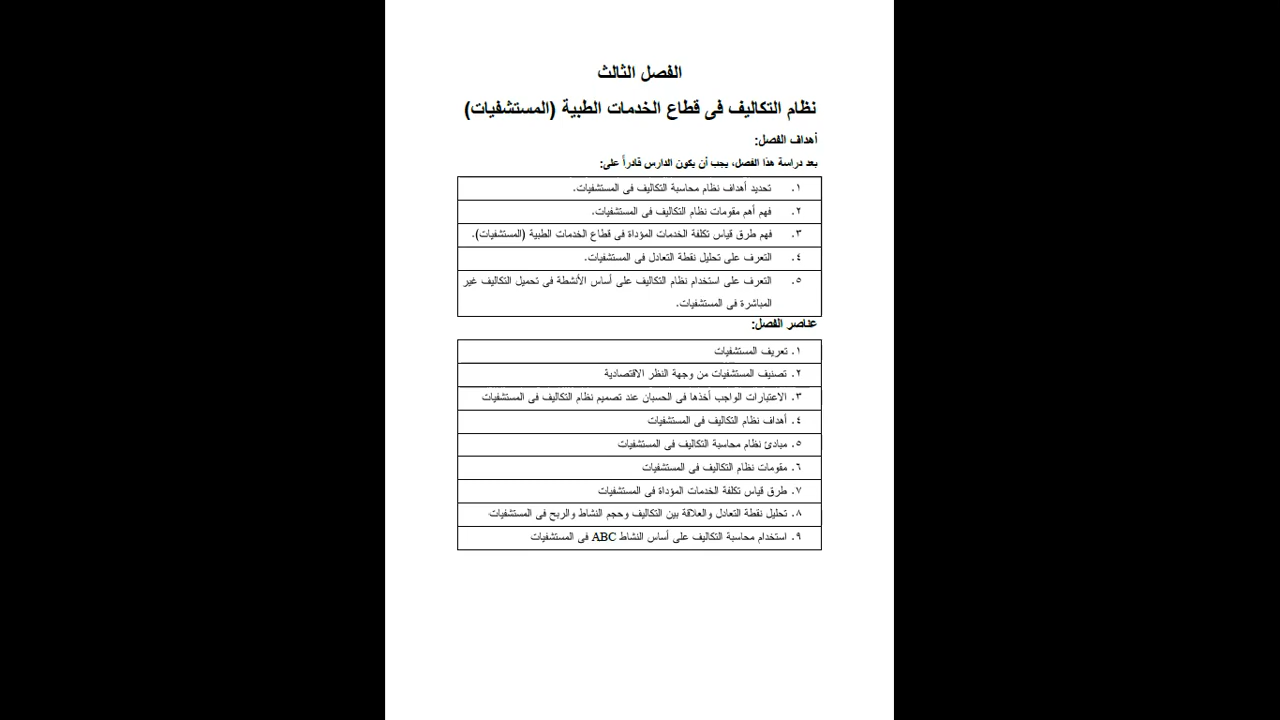 الفصل الثالث
نظام التكاليف فى قطاع الخدمات الطبية (المستشفيات)
أهداف الفصل:
بعد دراسة هذا الفصل، يجب أن يكون الدارس قادراً على:
١. تحديد أهداف نظام محاسبة التكاليف فى المستشفيات.
٢. فهم أهم مقومات نظام التكاليف فى المستشفيات.
٣. فهم طرق قياس تكلفة الخدمات المؤداة فى قطاع الخدمات الطبية (المستشفيات).
٤. التعرف على تحليل نقطة التعادل فى المستشفيات.
٥. التعرف على استخدام نظام التكاليف على أساس الأنشطة فى تحميل التكاليف غير
المباشرة فى المستشفيات.
عناصر الفصل:
١. تعريف المستشفيات
٢. تصنيف المستشفيات من وجهة النظر الاقتصادية
٣. الاعتبارات الواجب أخذها فى الحسبان عند تصميم نظام التكاليف فى المستشفيات
٤. أهداف نظام التكاليف فى المستشفيات
٥. مبادئ نظام محاسبة التكاليف فى المستشفيات
٦. مقومات نظام التكاليف فى المستشفيات
٧. طرق قياس تكلفة الخدمات المؤداة فى المستشفيات
٨. تحليل نقطة التعادل والعلاقة بين التكاليف وحجم النشاط والربح فى المستشفيات
٩. استخدام محاسبة التكاليف على أساس النشاط ABC فى المستشفيات